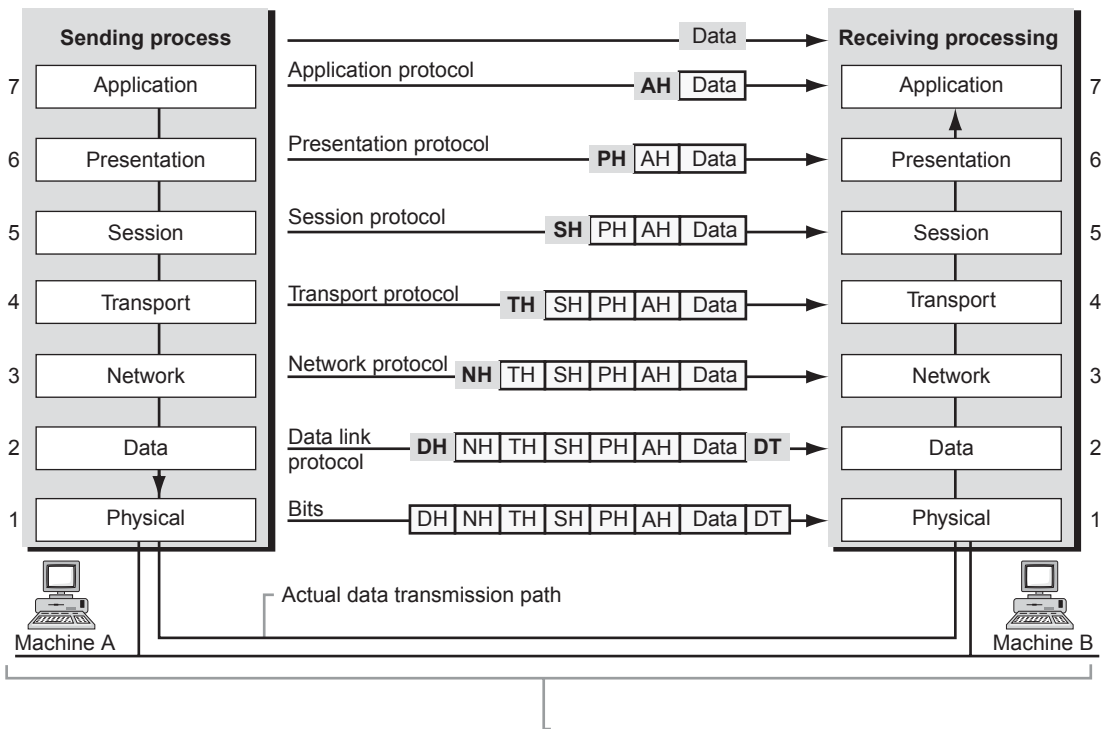 Sending process
Data
Receiving processing
7
Application
Application protocol
AH Data
Application
7
6
Presentation
Presentation protocol
PH AH Data
Presentation
6
5
Session
Session protocol
SH PH AH Data
Session
5
4
Transport
Transport protocol
TH SH PH AH Data
Transport
4
3
Network
Network protocol
NH TH SH PH AH Data
Network
3
2
Data
Data link
protocol
DH NH TH SH PH AH Data DT
Data
2
1
Physical
Bits
DH NH TH SH PH AH Data DT
Physical
1
Actual data transmission path
Machine A
Machine B